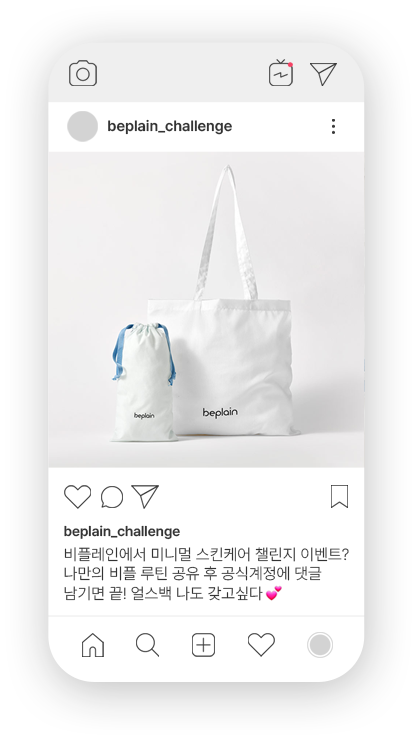 beplain_challenge
beplain
beplain
beplain_challenge
비플레인에서 미니멀 스킨케어 챌린지 이벤트?
나만의 비플 루틴 공유 후 공식계정에 댓글
남기면 끝! 얼스백 나도 갖고싶다 💕